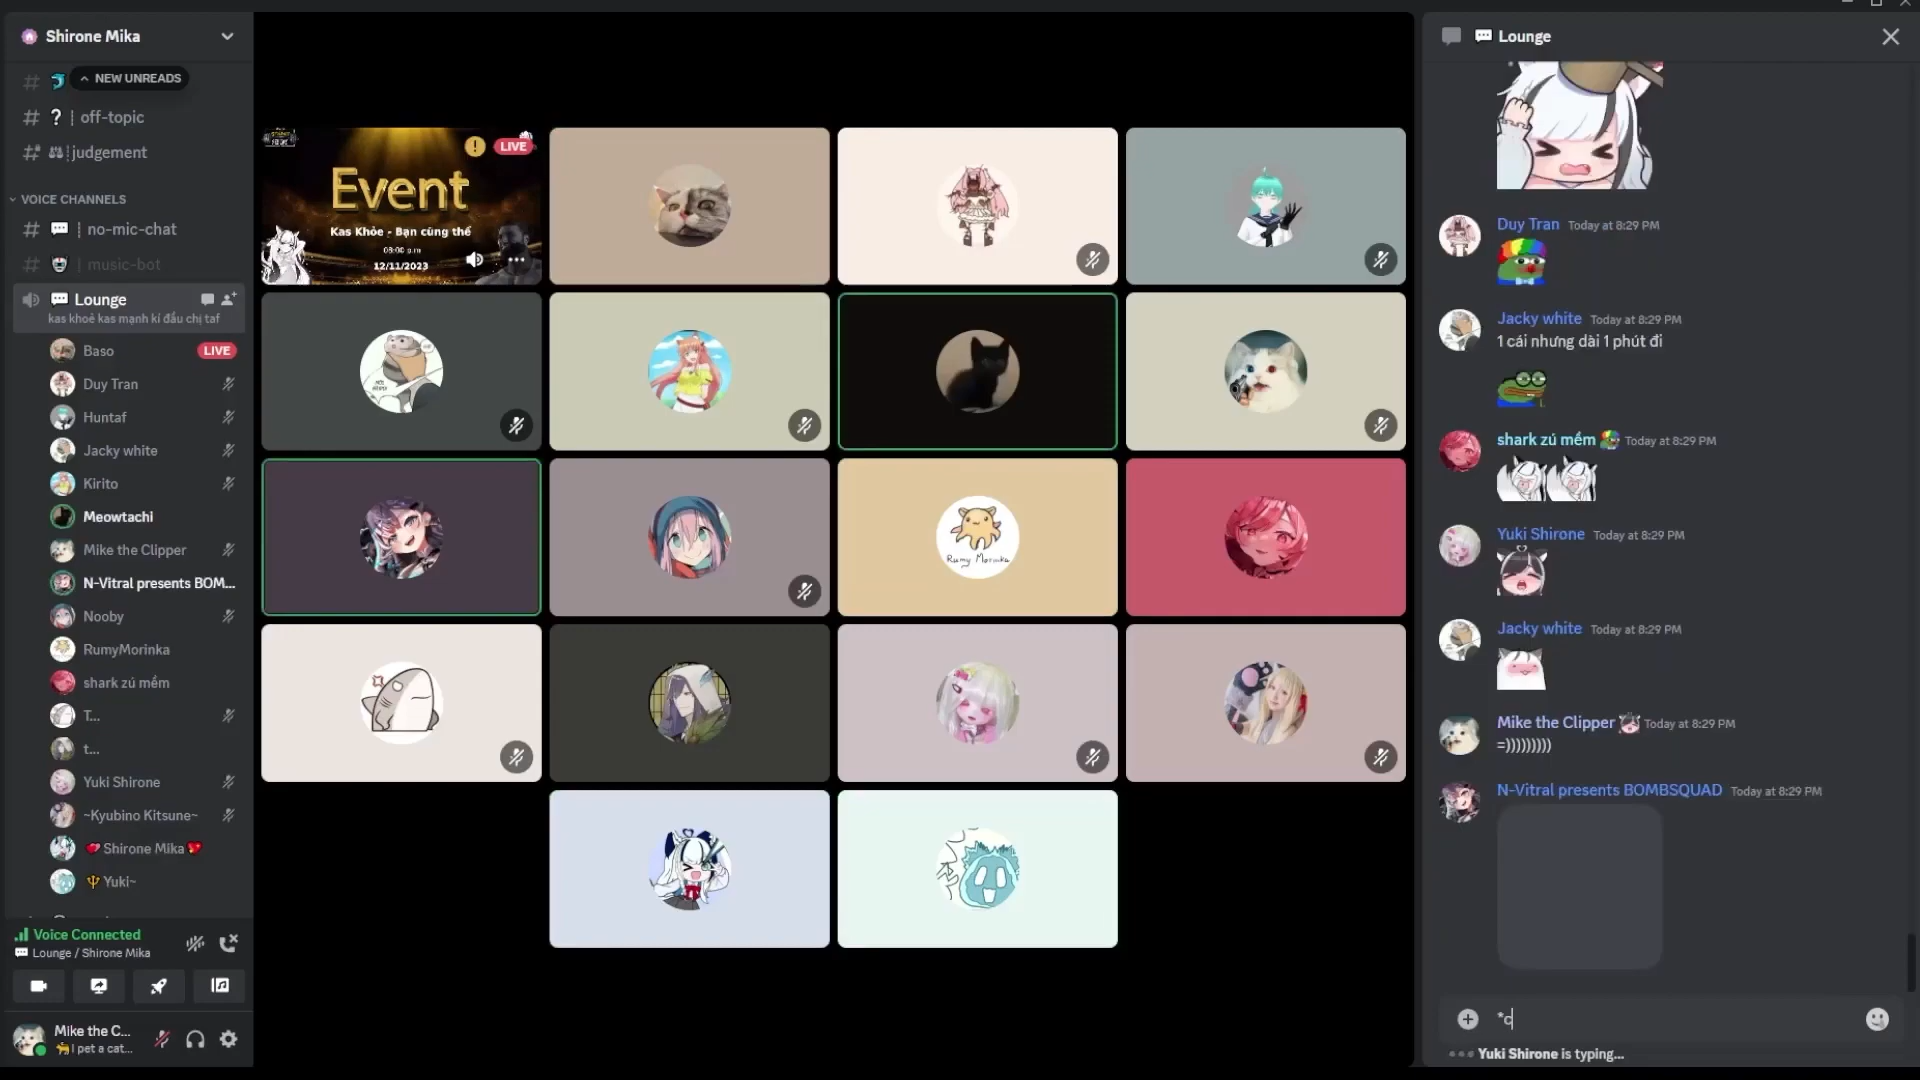 Shirone Mika
NEW UNREADS
# ? | off-topic
# | judgement
VOICE CHANNELS
# | no-mic-chat
# | music-bot
Lounge
kas khoẻ kas mạnh kí đầu chị taf
Baso
LIVE
Duy Tran
Huntaf
Jacky white
Kirito
Meowtachi
Mike the Clipper
N-Vitral presents BOM...
Nooby
RumyMorinka
shark zú mềm
T...
t...
Yuki Shirone
~Kyubino Kitsune~
Shirone Mika
Yuki~
Voice Connected
Lounge / Shirone Mika
Mike the C...
I pet a cat...
LIVE
Event
Kas Khỏe - Bạn cũng thế
08:00 p.m
12/11/2023
Rumy Morinka
Lounge
Duy Tran Today at 8:29 PM
Jacky white Today at 8:29 PM
1 cái nhưng dài 1 phút đi
shark zú mềm Today at 8:29 PM
Yuki Shirone Today at 8:29 PM
Jacky white Today at 8:29 PM
Mike the Clipper Today at 8:29 PM
=)))))))))
N-Vitral presents BOMBSQUAD Today at 8:29 PM
*c
Yuki Shirone is typing...